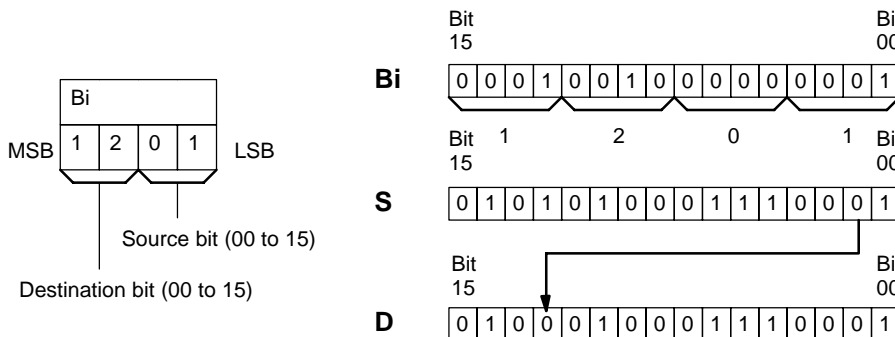 Bit Bi
15 00
Bi 0 0 0 1 0 0 1 0 0 0 0 0 0 0 0 1
1 2 0 1
Bi
MSB 1 2 0 1 LSB
Source bit (00 to 15)
Destination bit (00 to 15)
Bit Bi
15 00
S 0 1 0 1 0 1 0 0 0 1 1 1 0 0 0 1
Bit Bi
15 00
D 0 1 0 0 0 1 0 0 0 1 1 1 0 0 0 1